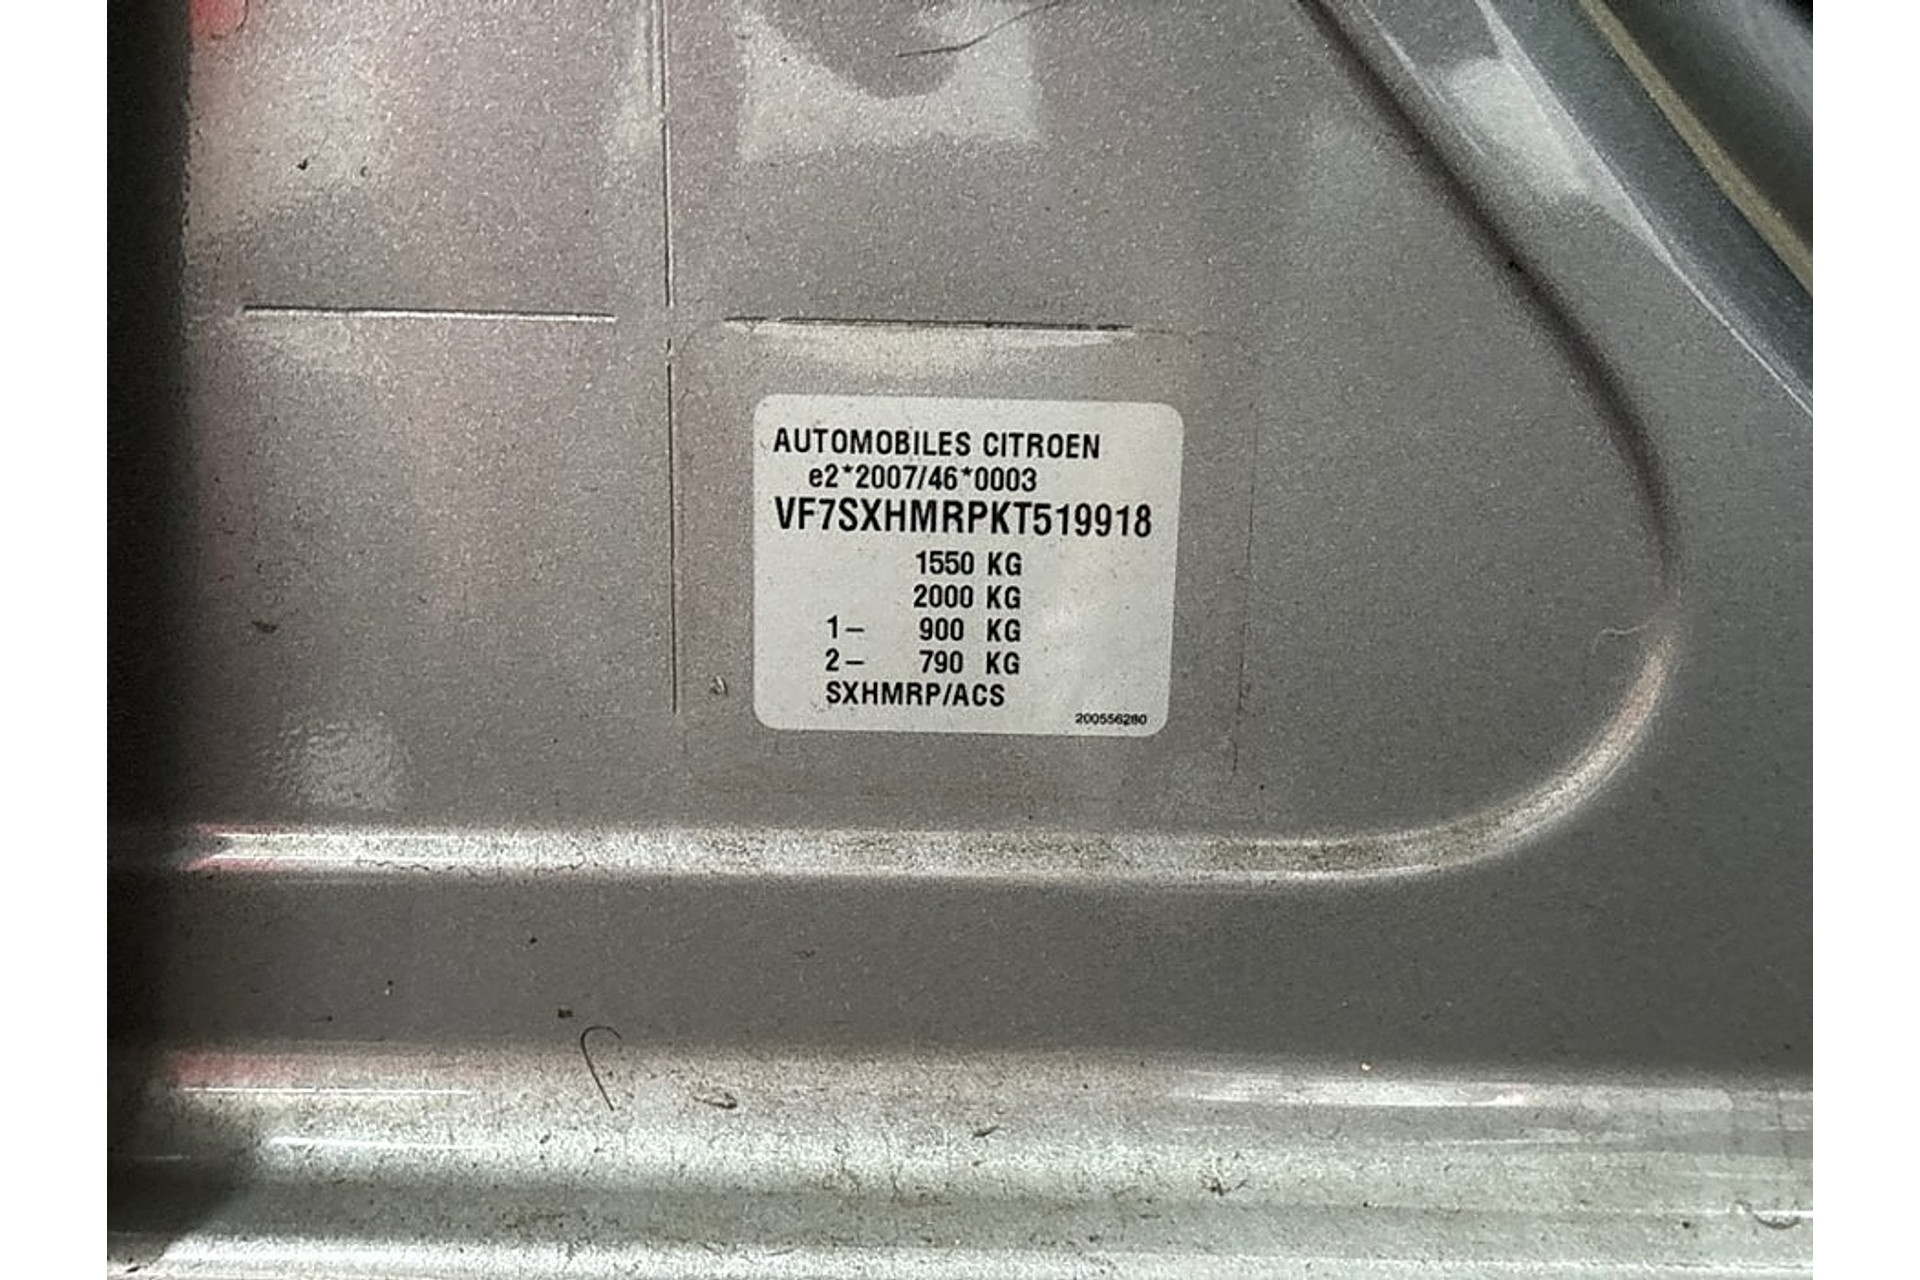 AUTOMOBILES CITROEN
e2*2007/46*0003
VF7SXHMRPKT519918
1550 KG
2000 KG
1– 900 KG
2– 790 KG
SXHMRP/ACS
200556280